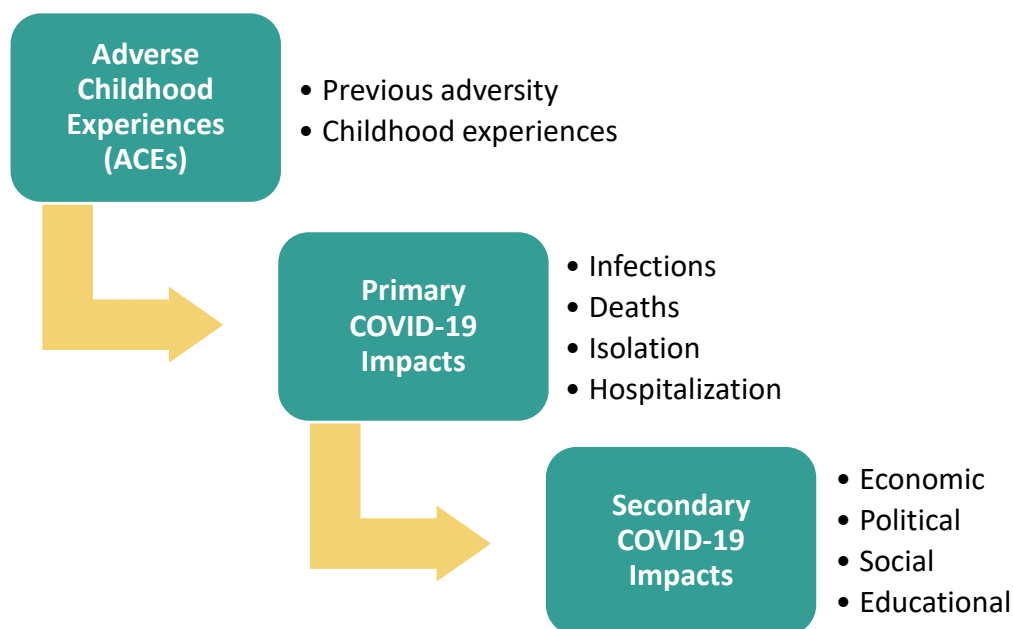 Adverse
Childhood
Experiences
(ACEs)
• Previous adversity
• Childhood experiences
Primary
COVID-19
Impacts
• Infections
• Deaths
• Isolation
• Hospitalization
Secondary
COVID-19
Impacts
• Economic
• Political
• Social
• Educational